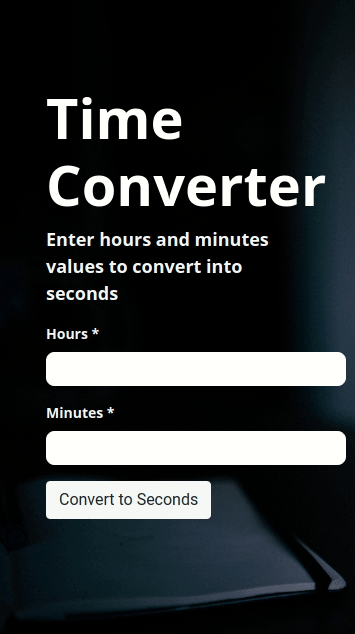 Time
Converter
Enter hours and minutes
values to convert into
seconds
Hours *
Minutes *
Convert to Seconds